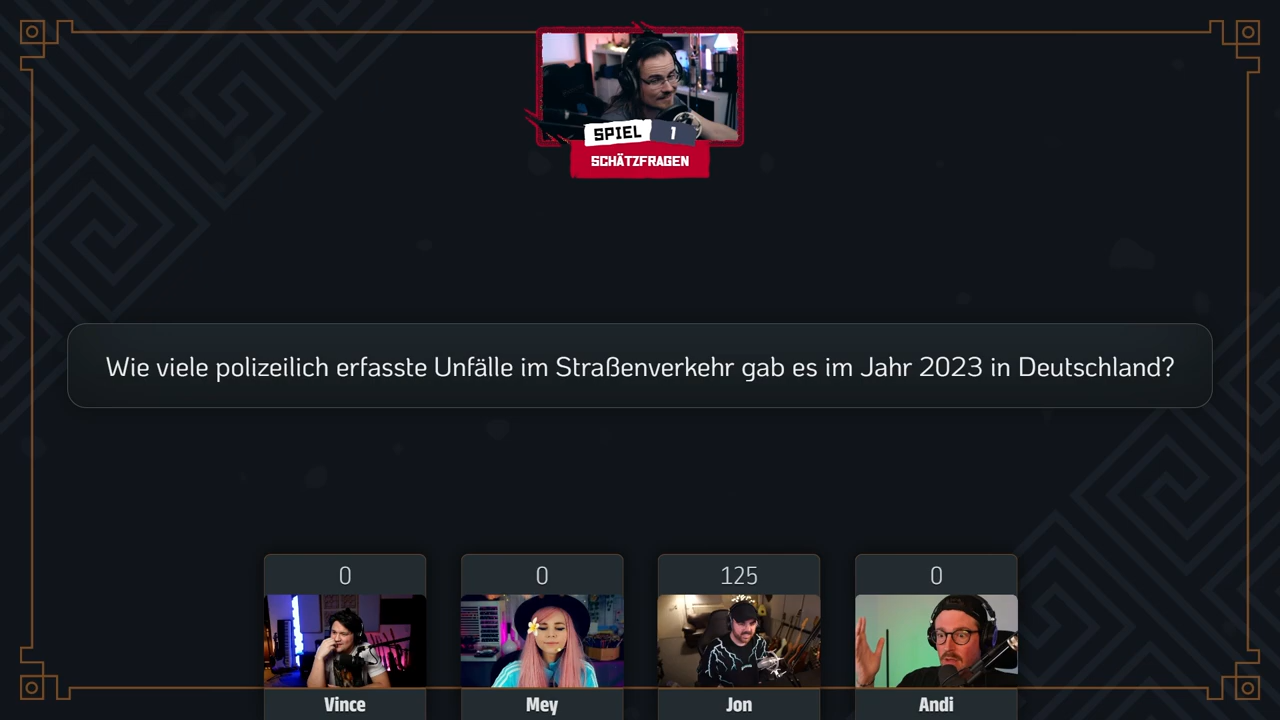 SPIEL 1
SCHÄTZFRAGEN
Wie viele polizeilich erfasste Unfälle im Straßenverkehr gab es im Jahr 2023 in Deutschland?
0 0 125 0
Vince Mey Jon Andi